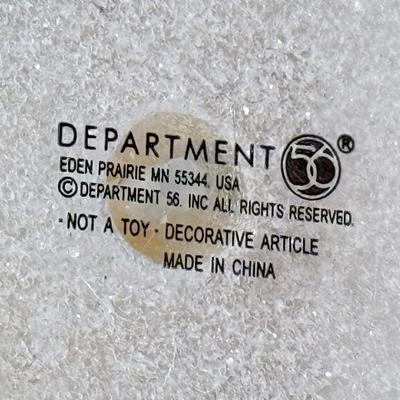 DEPARTMENT 56®
EDEN PRAIRIE MN 55344, USA
© DEPARTMENT 56. INC ALL RIGHTS RESERVED.
- NOT A TOY - DECORATIVE ARTICLE
MADE IN CHINA